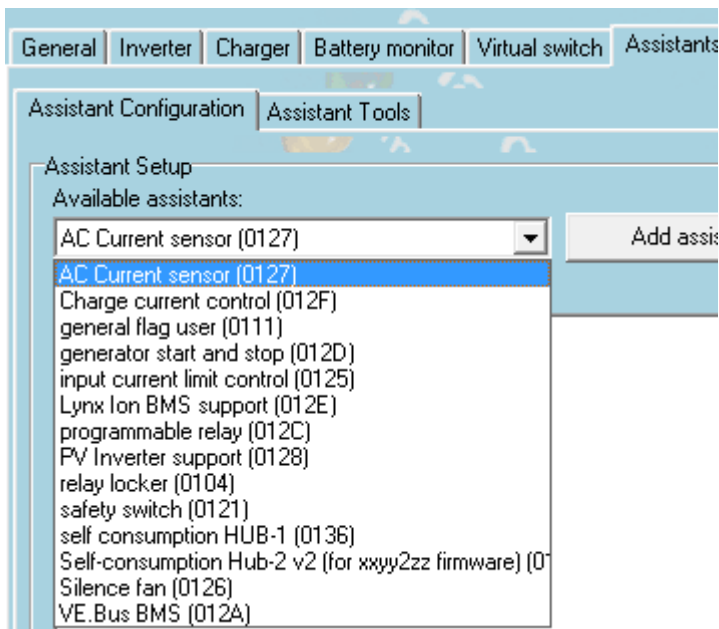 General Inverter Charger Battery monitor Virtual switch Assistants
Assistant Configuration Assistant Tools
Assistant Setup
Available assistants:
AC Current sensor (0127) Add assis
AC Current sensor (0127)
Charge current control (012F)
general flag user (0111)
generator start and stop (012D)
input current limit control (0125)
Lynx Ion BMS support (012E)
programmable relay (012C)
PV Inverter support (0128)
relay locker (0104)
safety switch (0121)
self consumption HUB-1 (0136)
Self-consumption Hub-2 v2 (for xxyy2zz firmware) (0
Silence fan (0126)
VE.Bus BMS (012A)